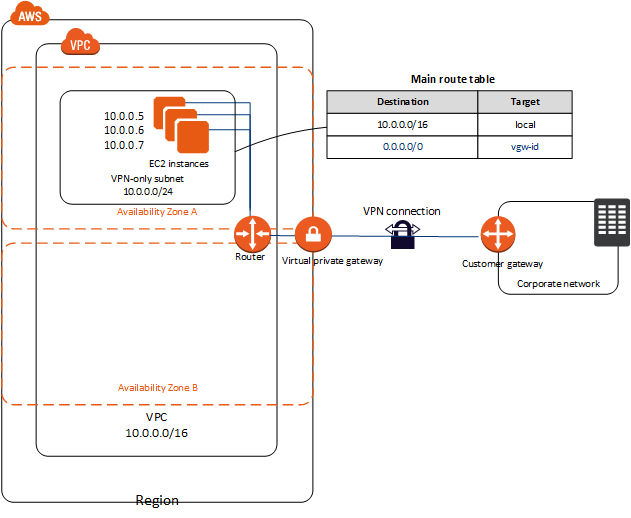 AWS
VPC
Main route table
Destination Target
10.0.0.0/16 local
0.0.0.0/0 vgw-id
10.0.0.5
10.0.0.6
10.0.0.7
EC2 instances
VPN-only subnet
10.0.0.0/24
Availability Zone A
VPN connection
Router
Virtual private gateway
Customer gateway
Corporate network
Availability Zone B
VPC
10.0.0.0/16
Region